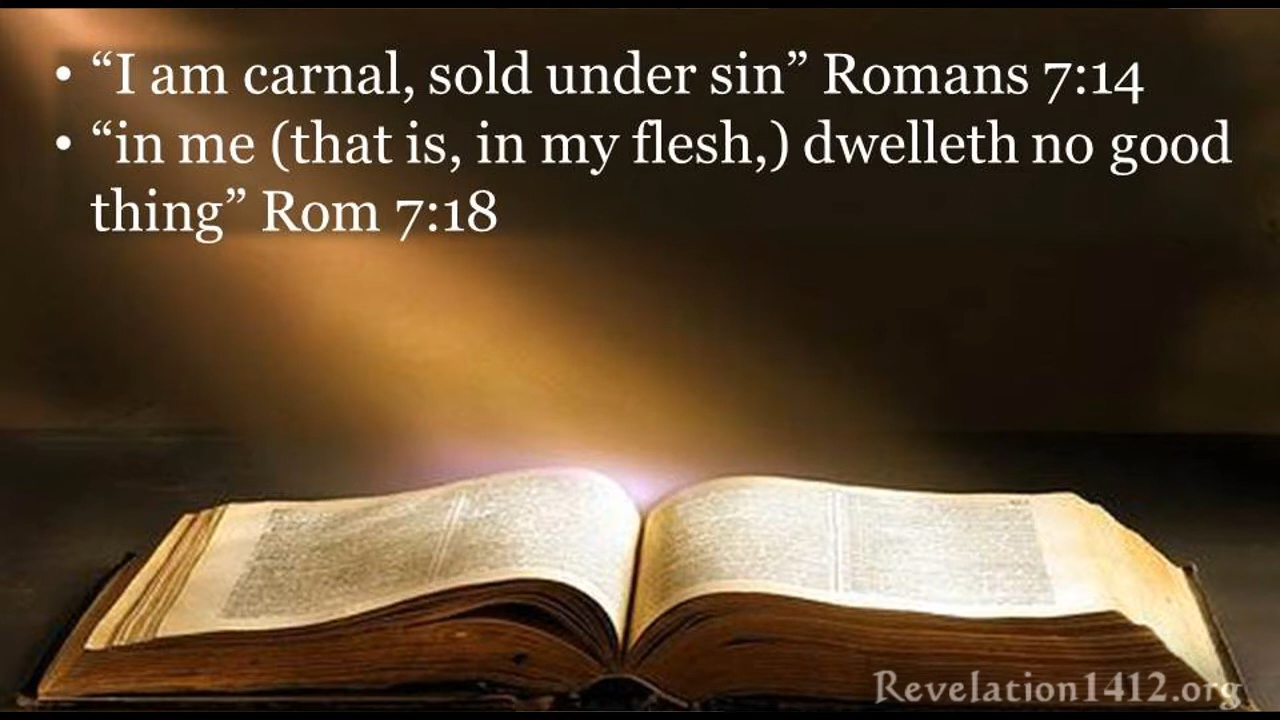 • “I am carnal, sold under sin” Romans 7:14
• “in me (that is, in my flesh,) dwelleth no good
thing” Rom 7:18
Revelation1412.org